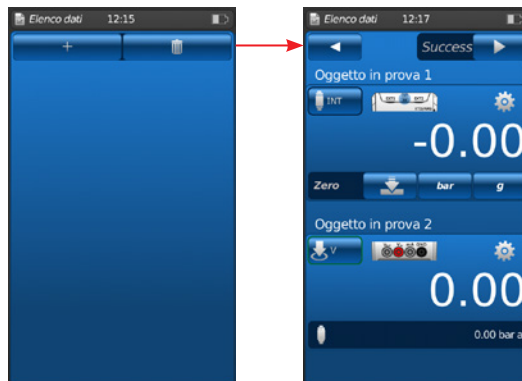 Elenco dati 12:15
+
Elenco dati 12:17
Success
Oggetto in prova 1
INT
-0.00
Zero bar g
Oggetto in prova 2
V
0.00
0.00 bar a